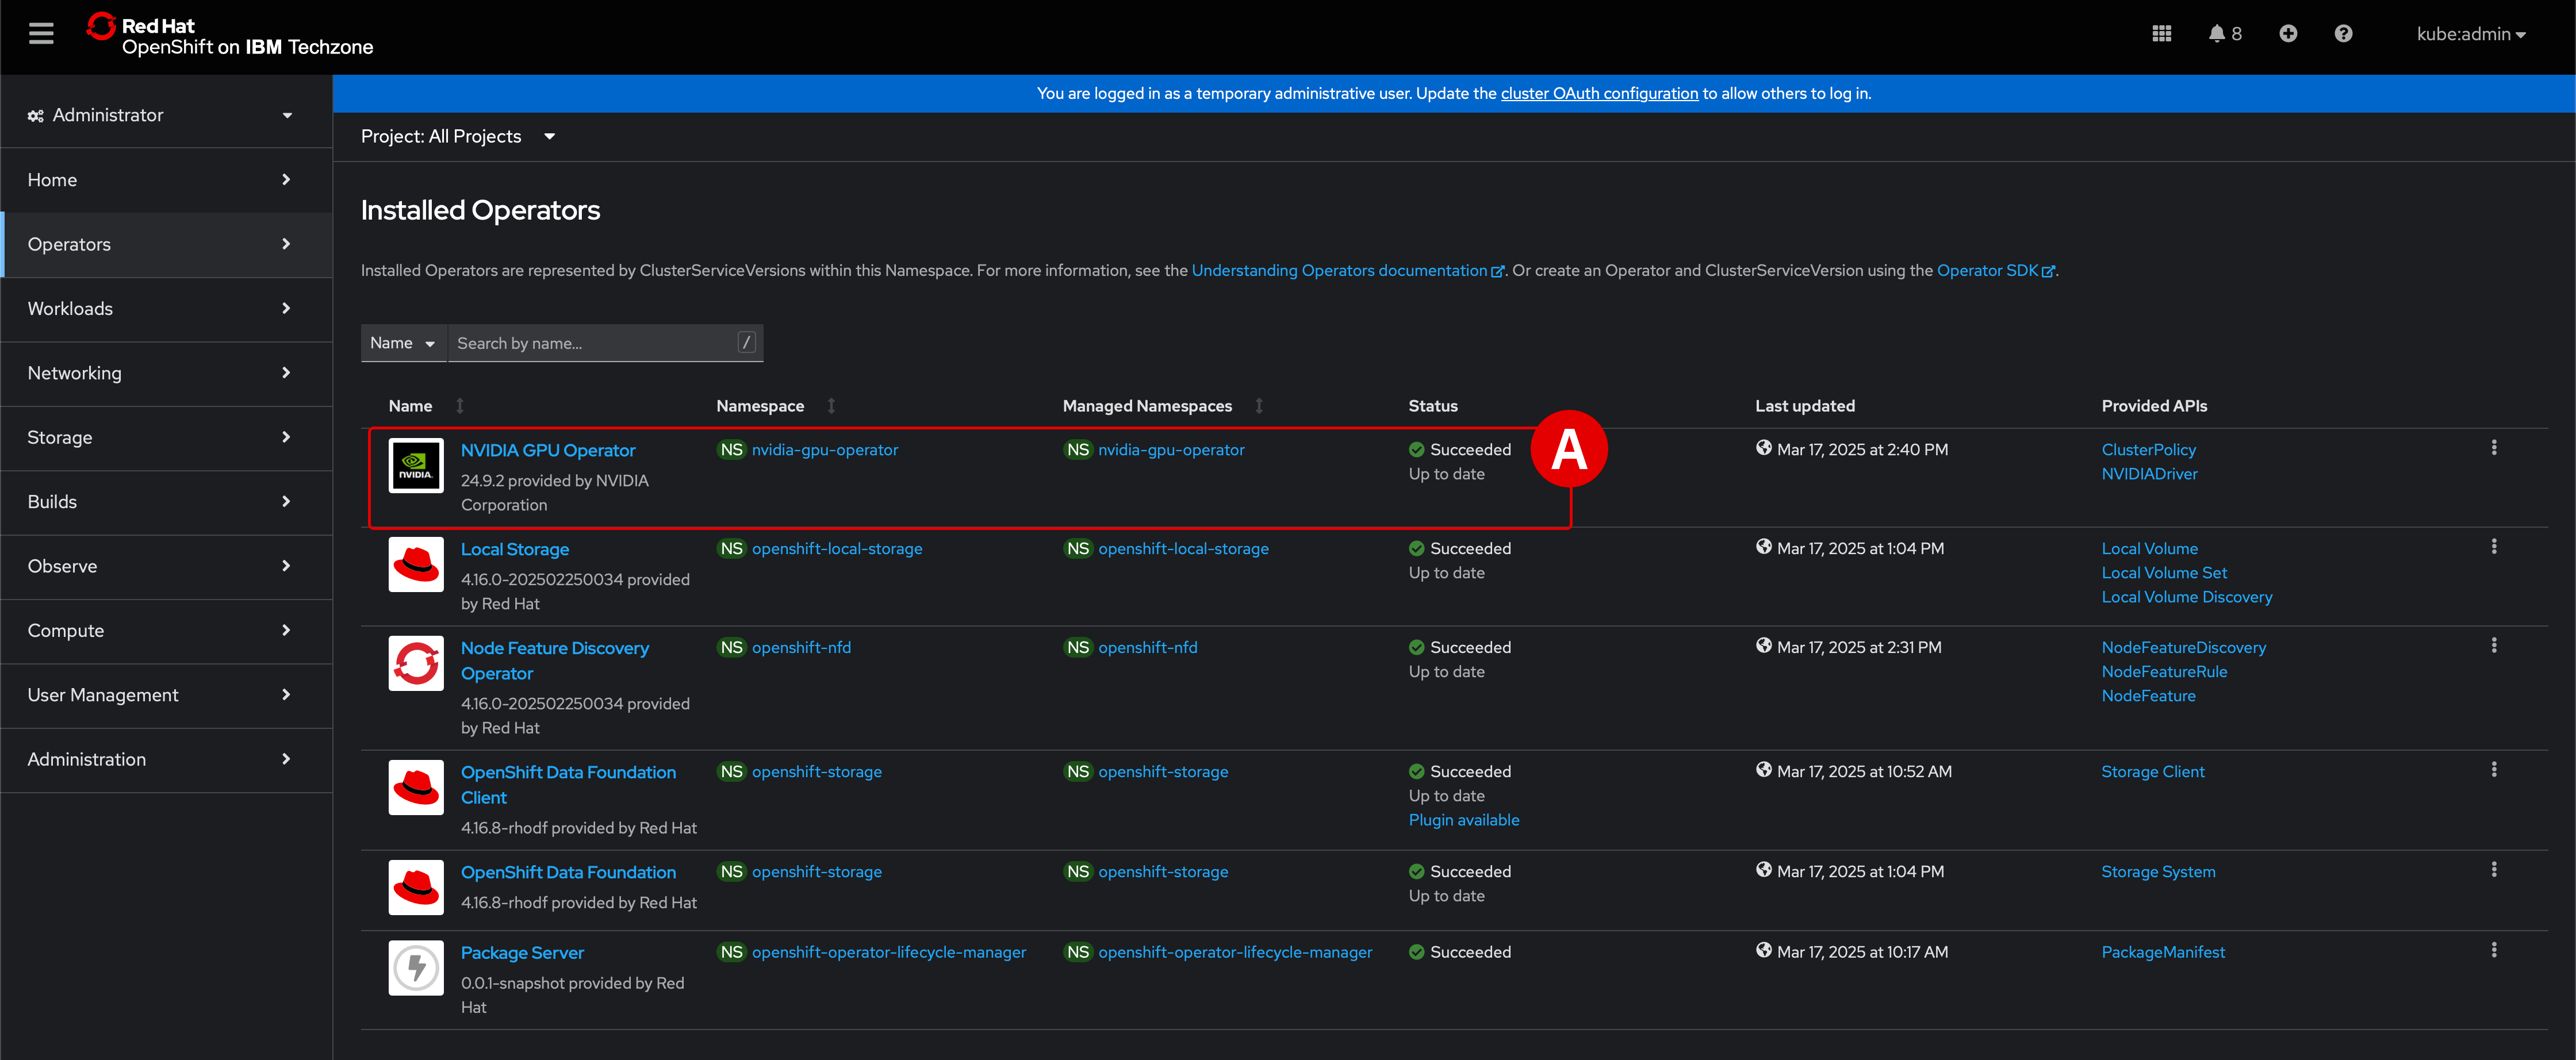 Red Hat
OpenShift on IBM Techzone
8
kube:admin
You are logged in as a temporary administrative user. Update the cluster OAuth configuration to allow others to log in.
Administrator
Home
Operators
Workloads
Networking
Storage
Builds
Observe
Compute
User Management
Administration
Project: All Projects
Installed Operators
Installed Operators are represented by ClusterServiceVersions within this Namespace. For more information, see the Understanding Operators documentation. Or create an Operator and ClusterServiceVersion using the Operator SDK.
Name Search by name... /
Name Namespace Managed Namespaces Status Last updated Provided APIs
NVIDIA. NVIDIA GPU Operator NS nvidia-gpu-operator NS nvidia-gpu-operator Succeeded A Mar 17, 2025 at 2:40 PM ClusterPolicy
24.9.2 provided by NVIDIA Up to date NVIDIADriver
Corporation
Local Storage NS openshift-local-storage NS openshift-local-storage Succeeded Mar 17, 2025 at 1:04 PM Local Volume
4.16.0-202502250034 provided Up to date Local Volume Set
by Red Hat Local Volume Discovery
Node Feature Discovery NS openshift-nfd NS openshift-nfd Succeeded Mar 17, 2025 at 2:31 PM NodeFeatureDiscovery
Operator Up to date NodeFeatureRule
4.16.0-202502250034 provided NodeFeature
by Red Hat
OpenShift Data Foundation NS openshift-storage NS openshift-storage Succeeded Mar 17, 2025 at 10:52 AM Storage Client
Client Up to date
4.16.8-rhodf provided by Red Hat Plugin available
OpenShift Data Foundation NS openshift-storage NS openshift-storage Succeeded Mar 17, 2025 at 1:04 PM Storage System
4.16.8-rhodf provided by Red Hat Up to date
Package Server NS openshift-operator-lifecycle-manager NS openshift-operator-lifecycle-manager Succeeded Mar 17, 2025 at 10:17 AM PackageManifest
0.0.1-snapshot provided by Red
Hat